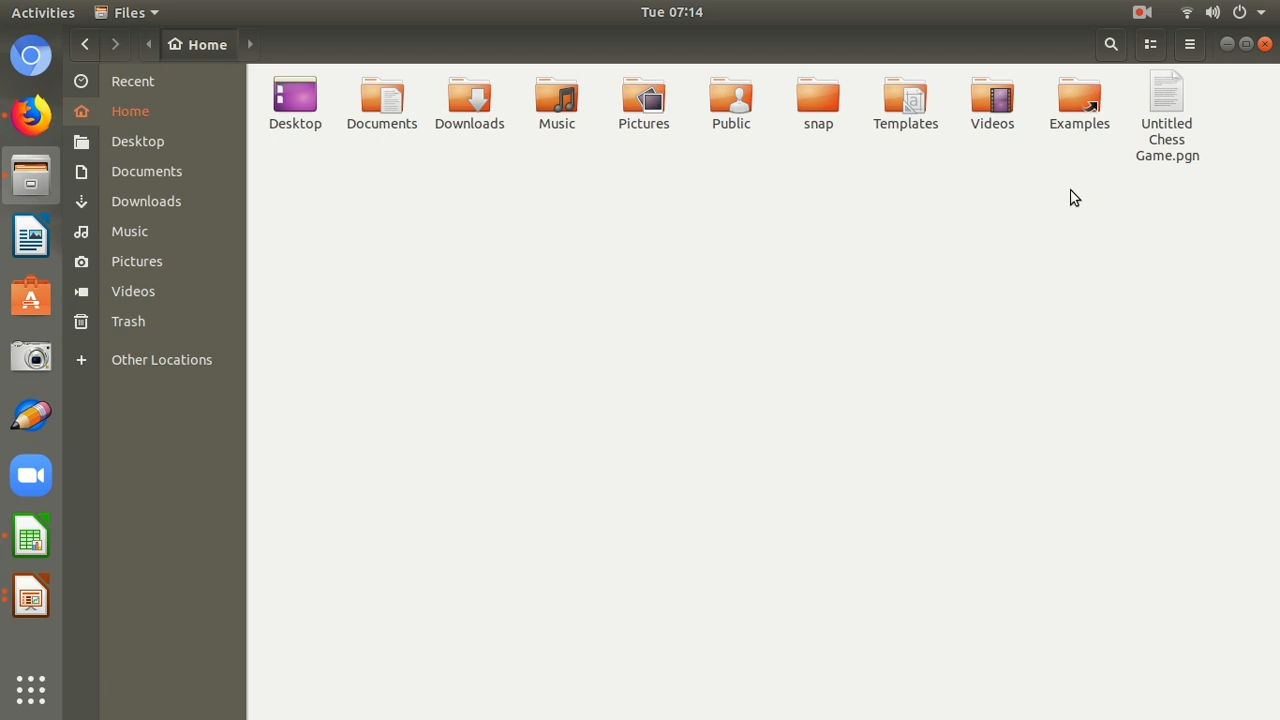 Activities Files Tue 07:14
Home
Recent
Home
Desktop
Documents
Downloads
Music
Pictures
Videos
Trash
Other Locations
Desktop Documents Downloads Music Pictures Public snap Templates Videos Examples Untitled
Chess
Game.pgn